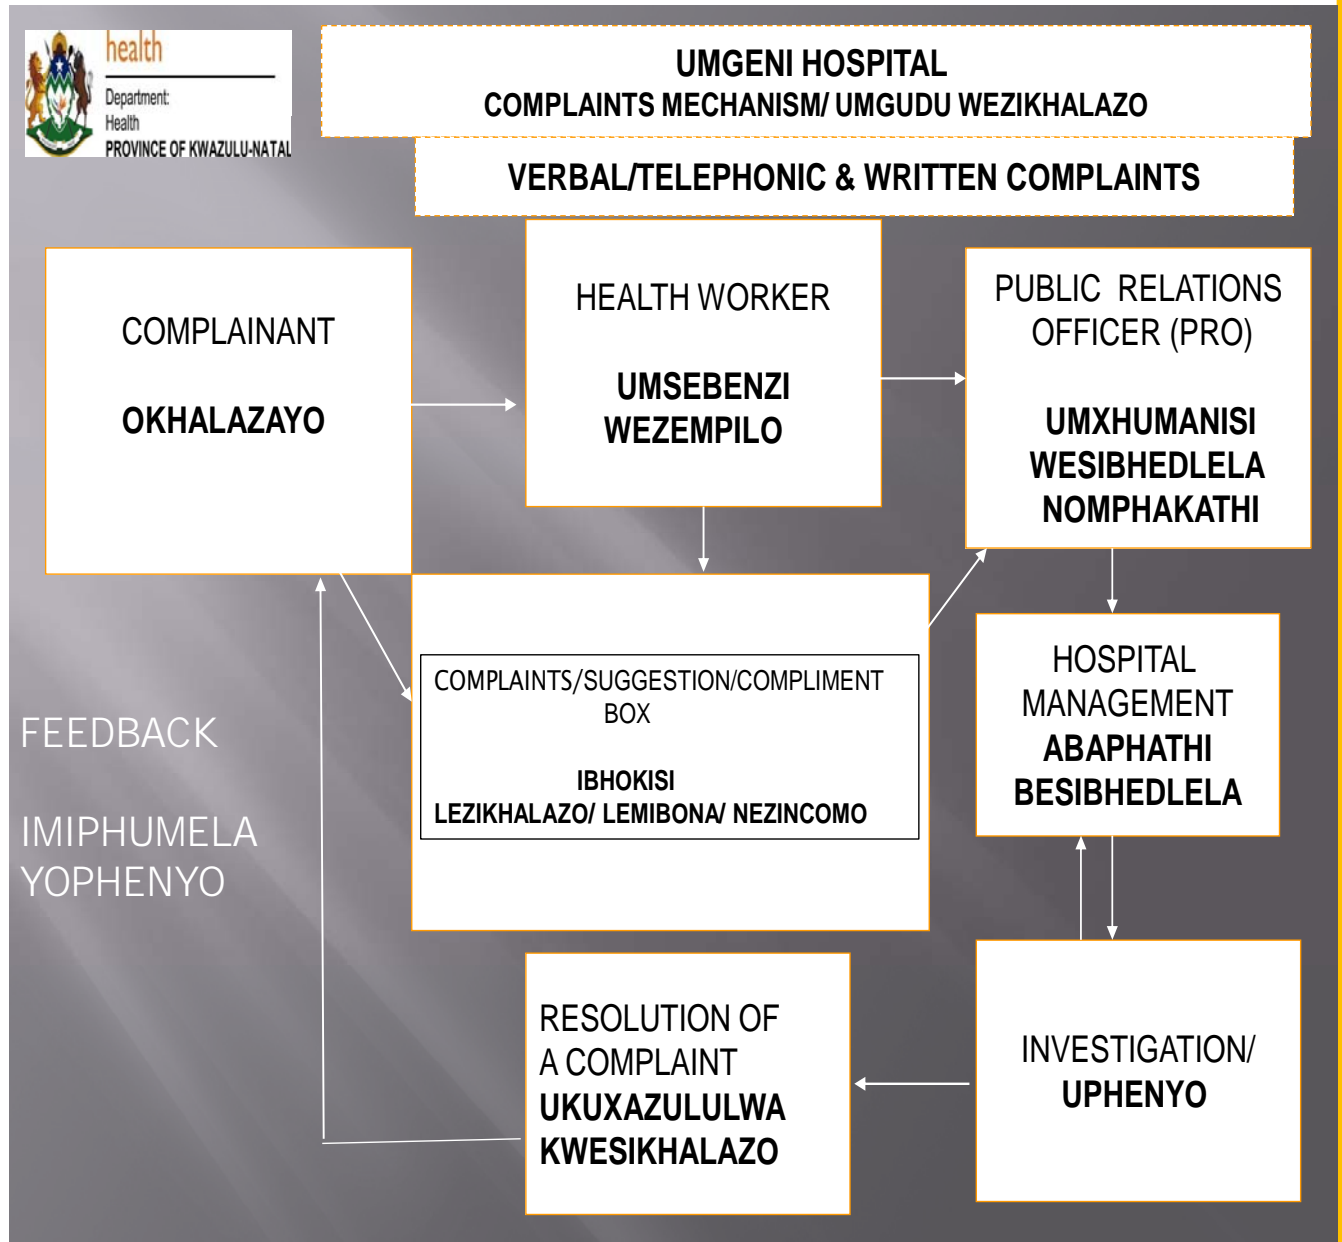 health
Department:
Health
PROVINCE OF KWAZULU-NATAL
UMGENI HOSPITAL
COMPLAINTS MECHANISM/ UMGUDU WEZIKHALAZO
VERBAL/TELEPHONIC & WRITTEN COMPLAINTS
COMPLAINANT
OKHALAZAYO
HEALTH WORKER
UMSEBENZI
WEZEMPILO
PUBLIC RELATIONS
OFFICER (PRO)
UMXHUMANISI
WESIBHEDLELA
NOMPHAKATHI
COMPLAINTS/SUGGESTION/COMPLIMENT
BOX
IBHOKISI
LEZIKHALAZO/ LEMIBONA/ NEZINCOMO
HOSPITAL
MANAGEMENT
ABAPHATHI
BESIBHEDLELA
FEEDBACK
IMIPHUMELA
YOPHENYO
RESOLUTION OF
A COMPLAINT
UKUXAZULULWA
KWESIKHALAZO
INVESTIGATION/
UPHENYO